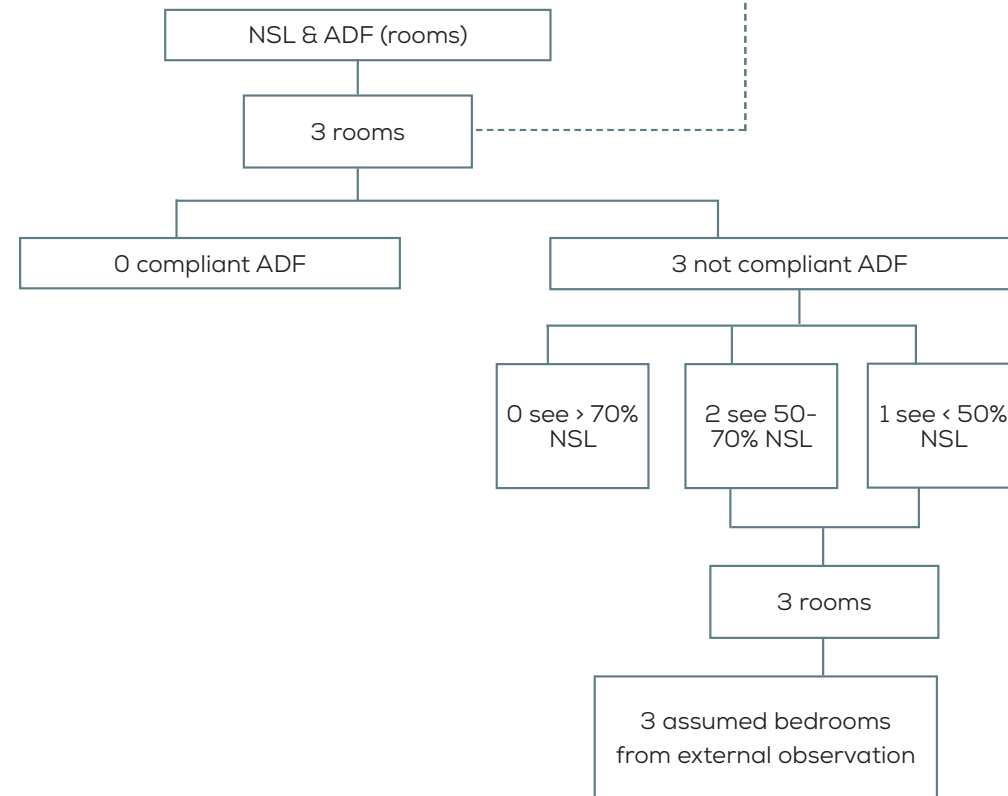 NSL & ADF (rooms)
3 rooms
0 compliant ADF
3 not compliant ADF
0 see > 70%
NSL
2 see 50-
70% NSL
1 see < 50%
NSL
3 rooms
3 assumed bedrooms
from external observation